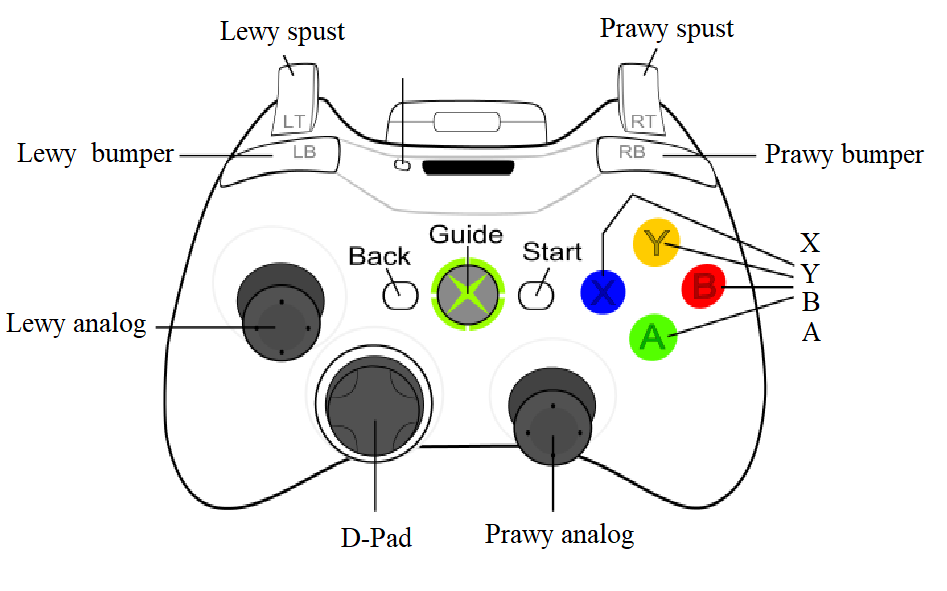 Lewy spust
Prawy spust
LT
RT
Lewy bumper
LB
RB
Prawy bumper
Guide
Back
Start
Y
X
B
A
X
Y
B
A
Lewy analog
D-Pad
Prawy analog